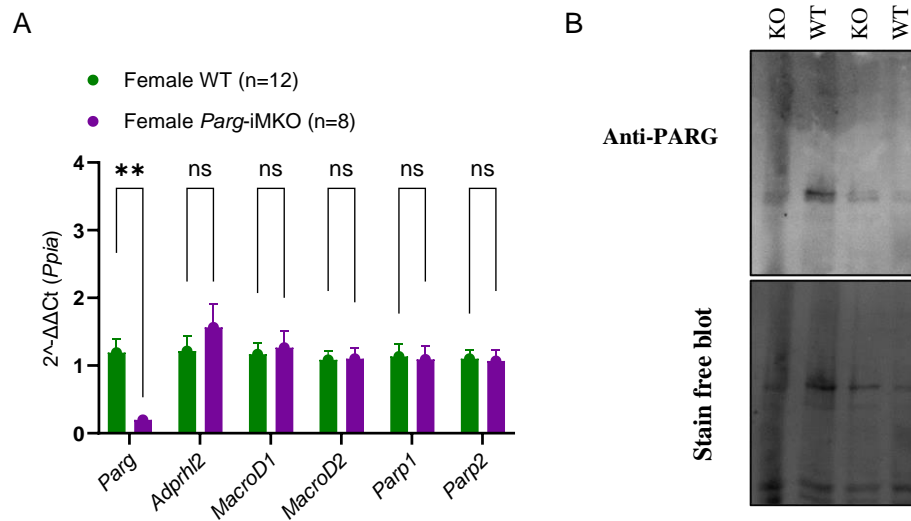 A
Female WT (n=12)
Female Parg-iMKO (n=8)
** ns ns ns ns ns
4
3
2
1
0
2^-ΔΔCt (Ppia)
Parg
Adprhl2
MacroD1
MacroD2
Parp1
Parp2
B
KO WT KO WT
Anti-PARG
Stain free blot